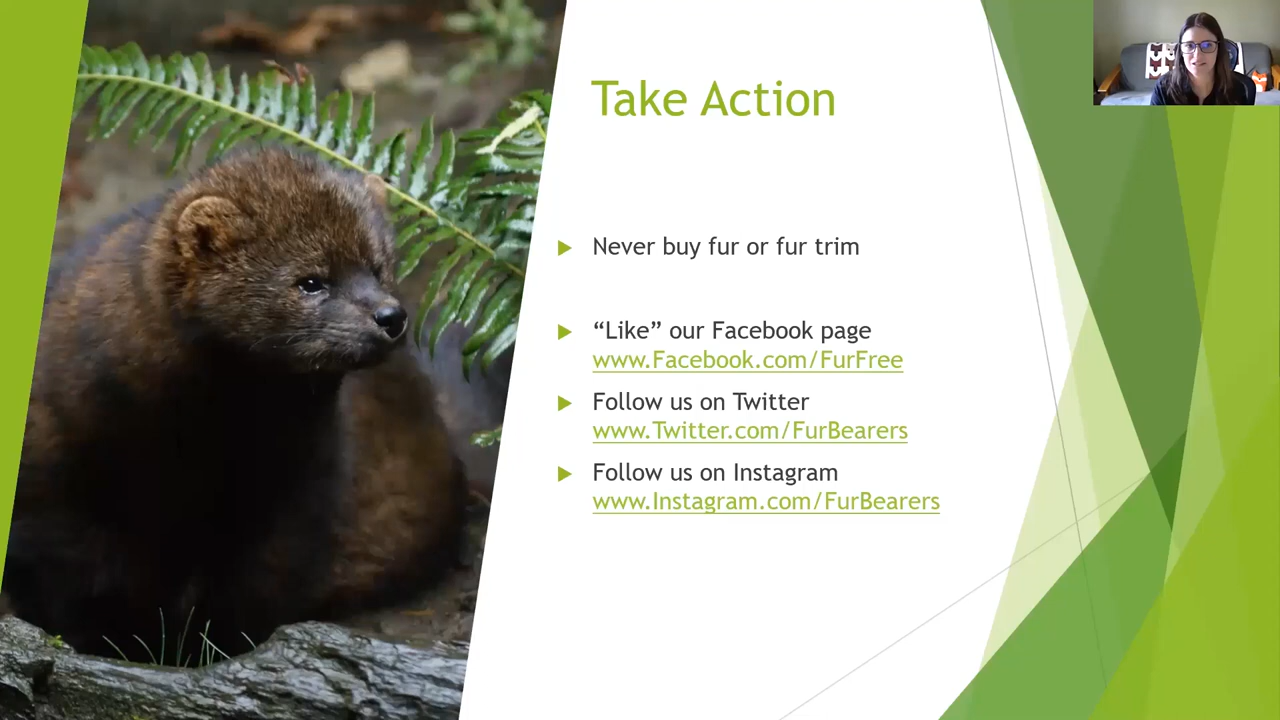 Take Action
Never buy fur or fur trim
“Like” our Facebook page
www.Facebook.com/FurFree
Follow us on Twitter
www.Twitter.com/FurBearers
Follow us on Instagram
www.Instagram.com/FurBearers